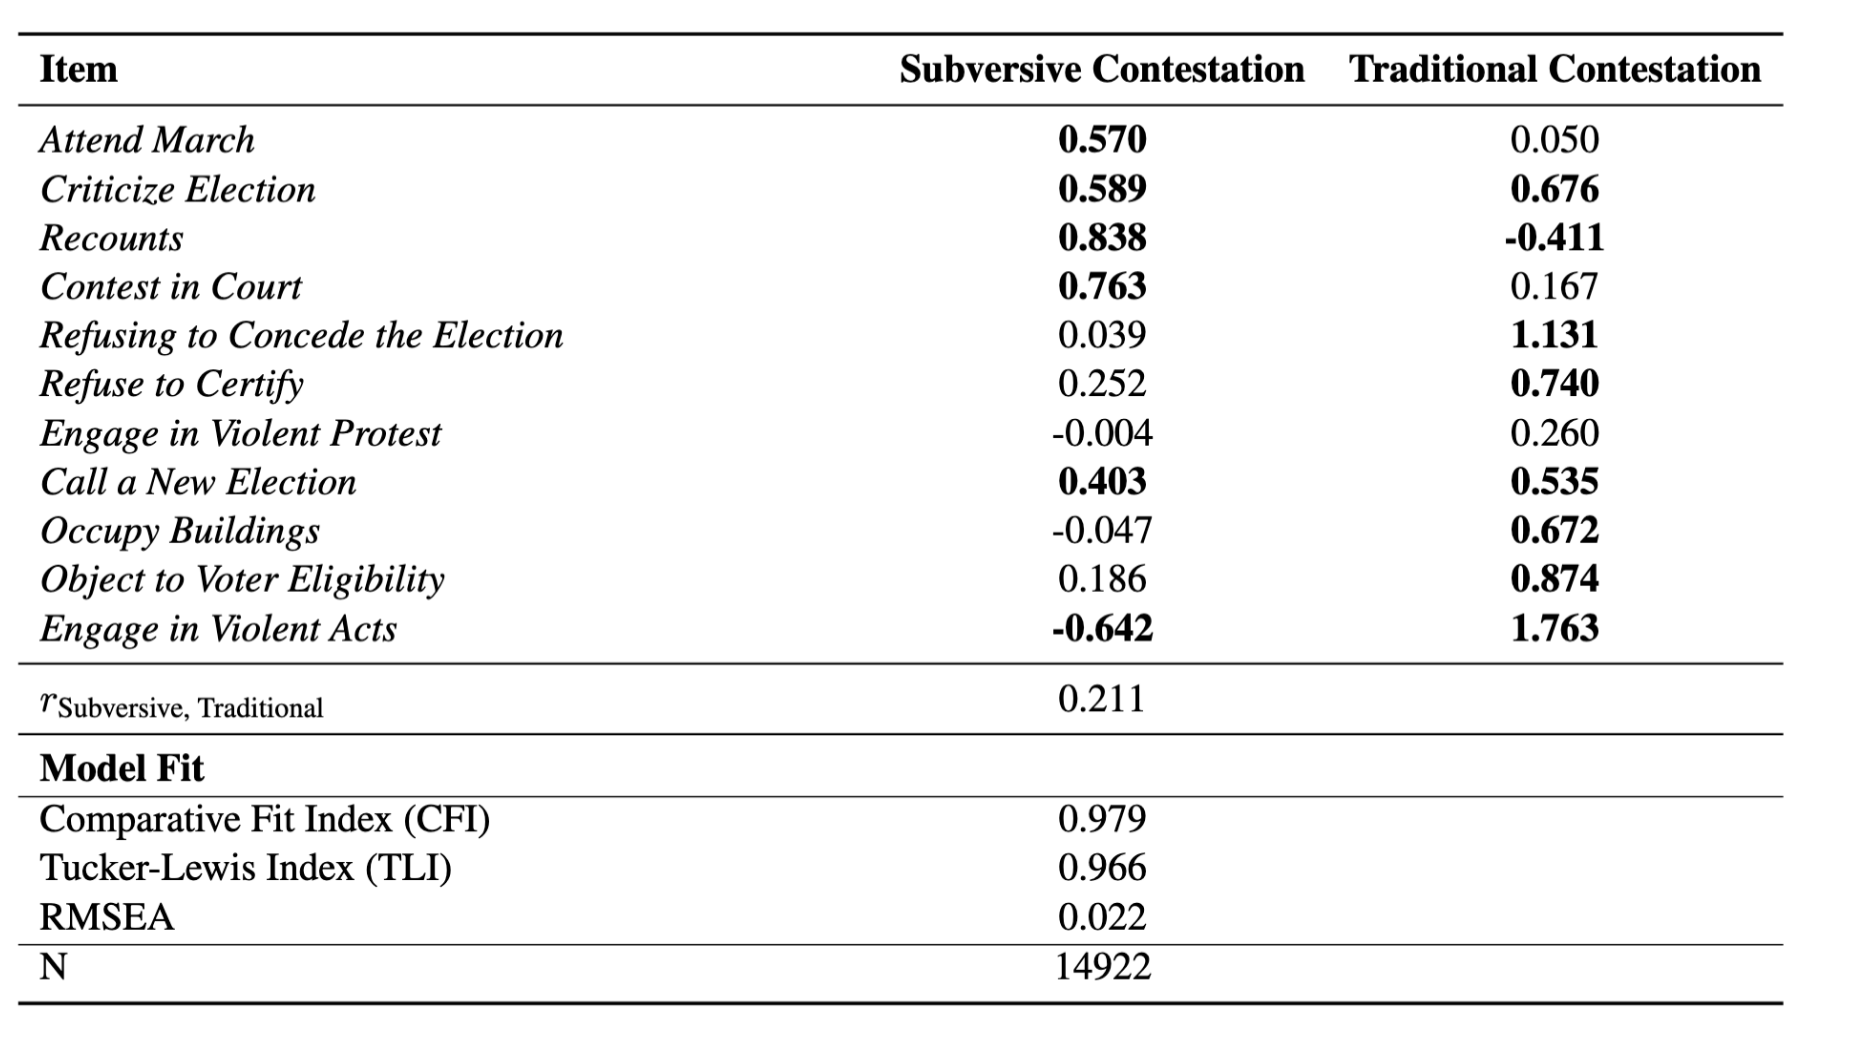 Item Subversive Contestation Traditional Contestation
Attend March 0.570 0.050
Criticize Election 0.589 0.676
Recounts 0.838 -0.411
Contest in Court 0.763 0.167
Refusing to Concede the Election 0.039 1.131
Refuse to Certify 0.252 0.740
Engage in Violent Protest -0.004 0.260
Call a New Election 0.403 0.535
Occupy Buildings -0.047 0.672
Object to Voter Eligibility 0.186 0.874
Engage in Violent Acts -0.642 1.763
r Subversive, Traditional 0.211
Model Fit
Comparative Fit Index (CFI) 0.979
Tucker-Lewis Index (TLI) 0.966
RMSEA 0.022
N 14922